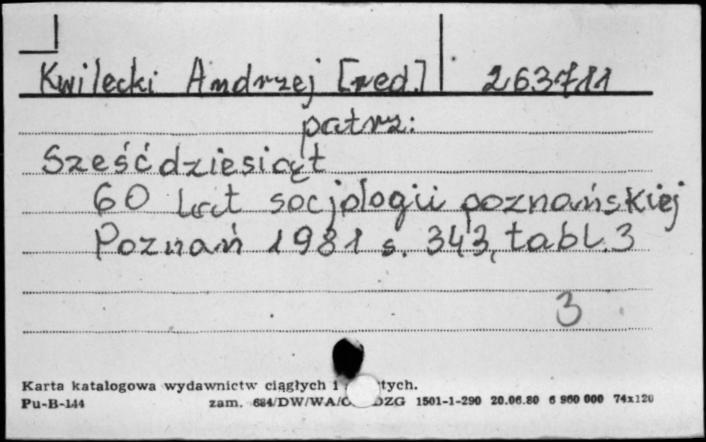 Kwilecki Andrzej [red.] 263711
patrz:
Sześćdziesiąt
60 lat socjologii poznańskiej
Poznań 1981 s. 343, tabl. 3
3
Karta katalogowa wydawnictw ciągłych i
Pu-B-144 zam. 684/DW/WA/ DZG 1501-1-290 20.06.80 6 960 000 74x120